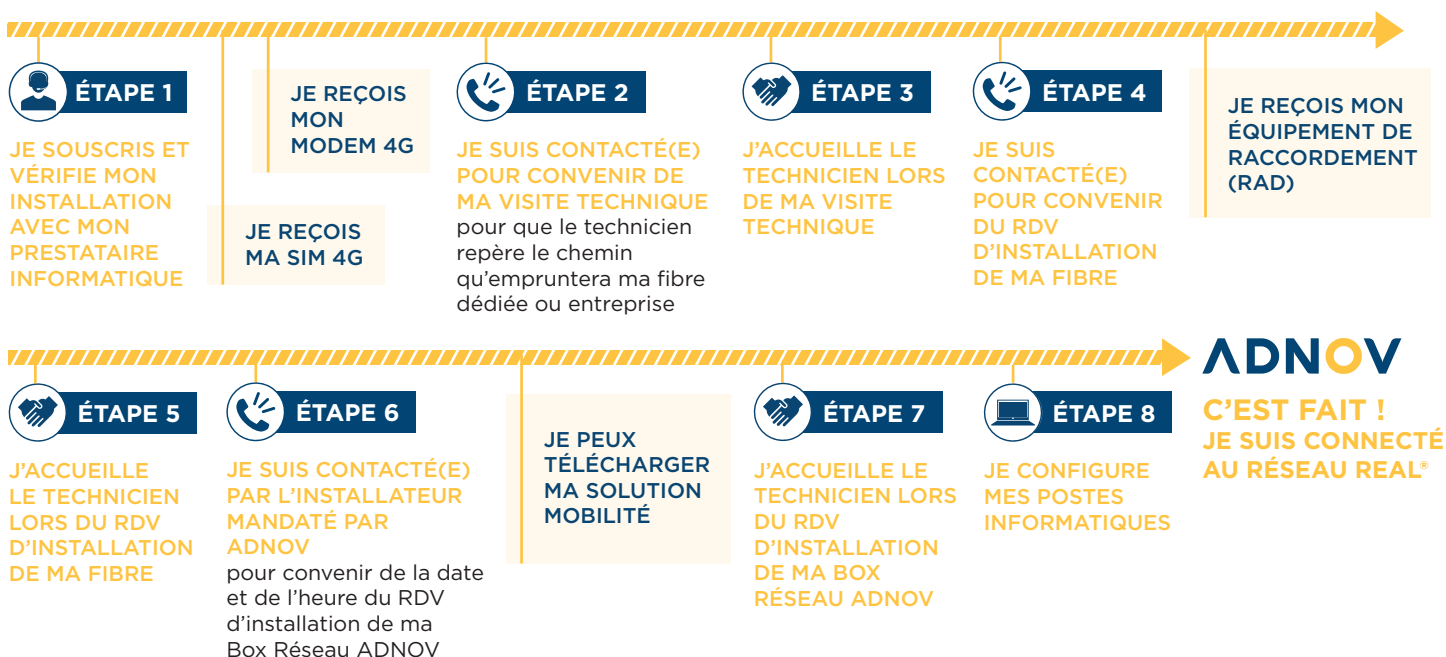 ÉTAPE 1
JE SOUSCRIS ET
VÉRIFIE MON
INSTALLATION
AVEC MON
PRESTATAIRE
INFORMATIQUE
JE REÇOIS
MA SIM 4G
JE REÇOIS
MON
MODEM 4G
ÉTAPE 2
JE SUIS CONTACTÉ(E)
POUR CONVENIR DE
MA VISITE TECHNIQUE
pour que le technicien
repère le chemin
qu’empruntera ma fibre
dédiée ou entreprise
ÉTAPE 3
J’ACCUEILLE LE
TECHNICIEN LORS
DE MA VISITE
TECHNIQUE
ÉTAPE 4
JE SUIS
CONTACTÉ(E)
POUR CONVENIR
DU RDV
D’INSTALLATION
DE MA FIBRE
JE REÇOIS MON
ÉQUIPEMENT DE
RACCORDEMENT
(RAD)
ÉTAPE 5
J’ACCUEILLE
LE TECHNICIEN
LORS DU RDV
D’INSTALLATION
DE MA FIBRE
ÉTAPE 6
JE SUIS CONTACTÉ(E)
PAR L’INSTALLATEUR
MANDATÉ PAR
ADNOV
pour convenir de la date
et de l’heure du RDV
d’installation de ma
Box Réseau ADNOV
JE PEUX
TÉLÉCHARGER
MA SOLUTION
MOBILITÉ
ÉTAPE 7
J’ACCUEILLE LE
TECHNICIEN LORS
DU RDV
D’INSTALLATION
DE MA BOX
RÉSEAU ADNOV
ÉTAPE 8
JE CONFIGURE
MES POSTES
INFORMATIQUES
ADNOV
C’EST FAIT !
JE SUIS CONNECTÉ
AU RÉSEAU REAL®